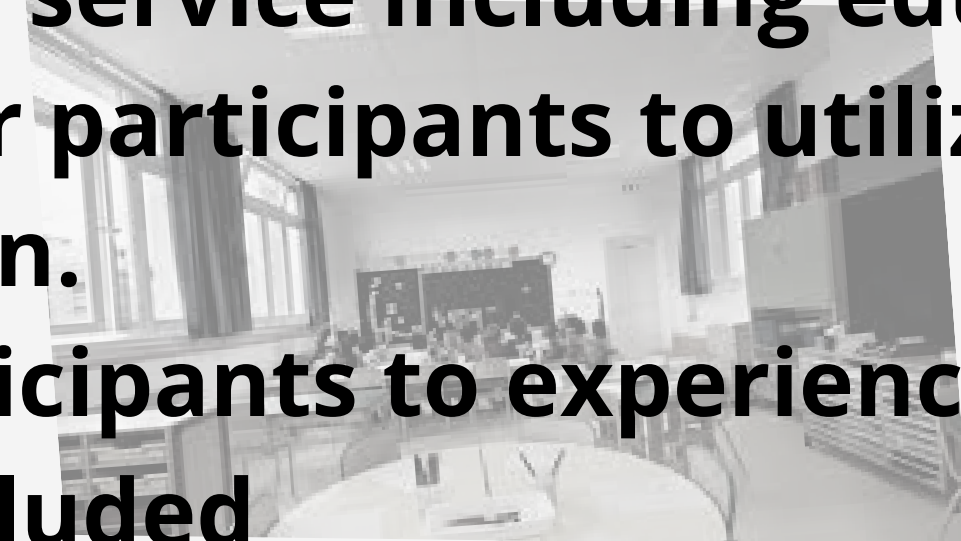 service including edu
r participants to utiliz
n.
icipants to experienc
luded